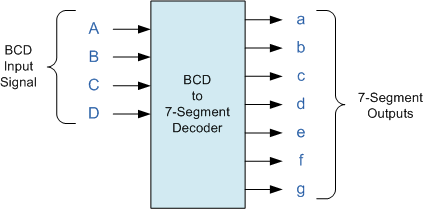 BCD
Input
Signal
A
B
C
D
BCD
to
7-Segment
Decoder
a
b
c
d
e
f
g
7-Segment
Outputs